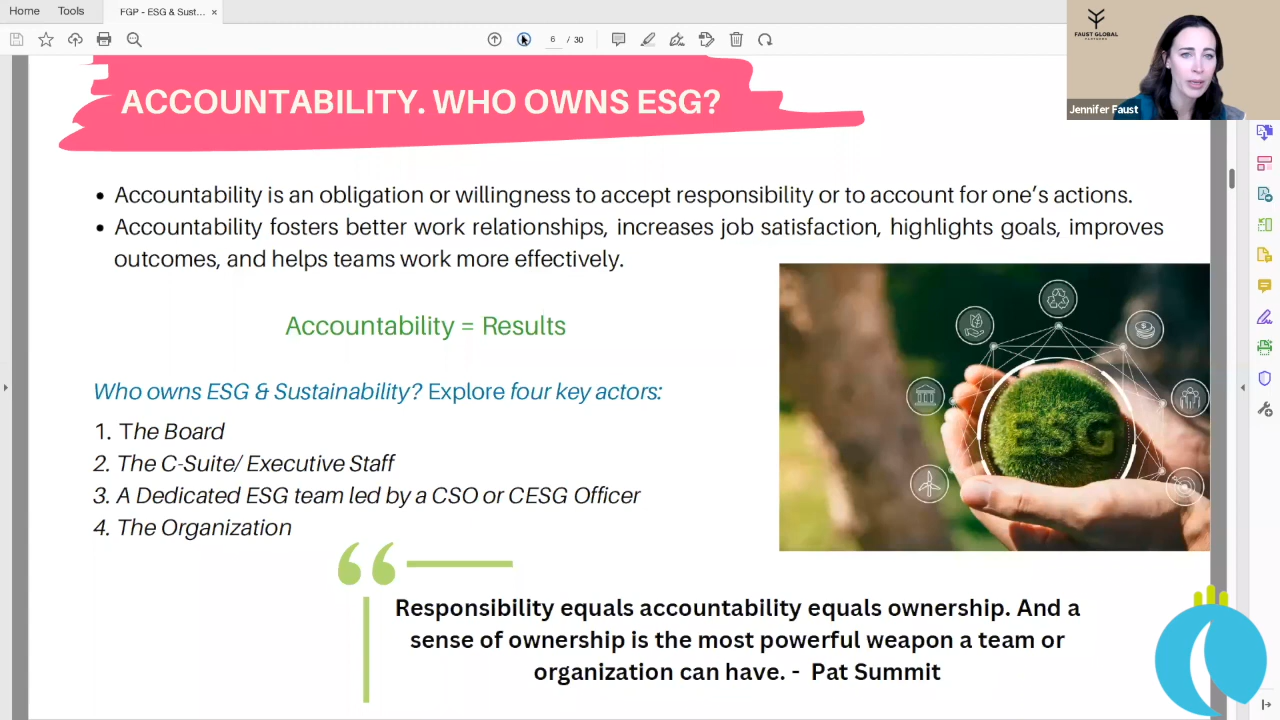 Home
Tools
FGP - ESG & Sust...
×
6 / 30
FAUST GLOBAL
PARTNERS
Jennifer Faust
ACCOUNTABILITY. WHO OWNS ESG?
• Accountability is an obligation or willingness to accept responsibility or to account for one’s actions.
• Accountability fosters better work relationships, increases job satisfaction, highlights goals, improves
outcomes, and helps teams work more effectively.
Accountability = Results
Who owns ESG & Sustainability? Explore four key actors:
1. The Board
2. The C-Suite/ Executive Staff
3. A Dedicated ESG team led by a CSO or CESG Officer
4. The Organization
ESG
“
Responsibility equals accountability equals ownership. And a
sense of ownership is the most powerful weapon a team or
organization can have. - Pat Summit